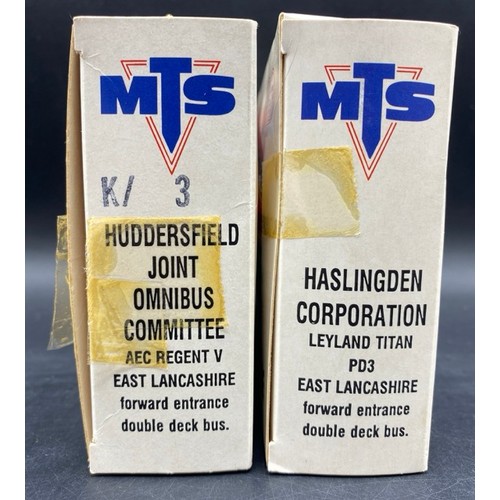 MTS
K/ 3
HUDDERSFIELD
JOINT
OMNIBUS
COMMITTEE
AEC REGENT V
EAST LANCASHIRE
forward entrance
double deck bus.
MTS
HASLINGDEN
CORPORATION
LEYLAND TITAN
PD3
EAST LANCASHIRE
forward entrance
double deck bus.